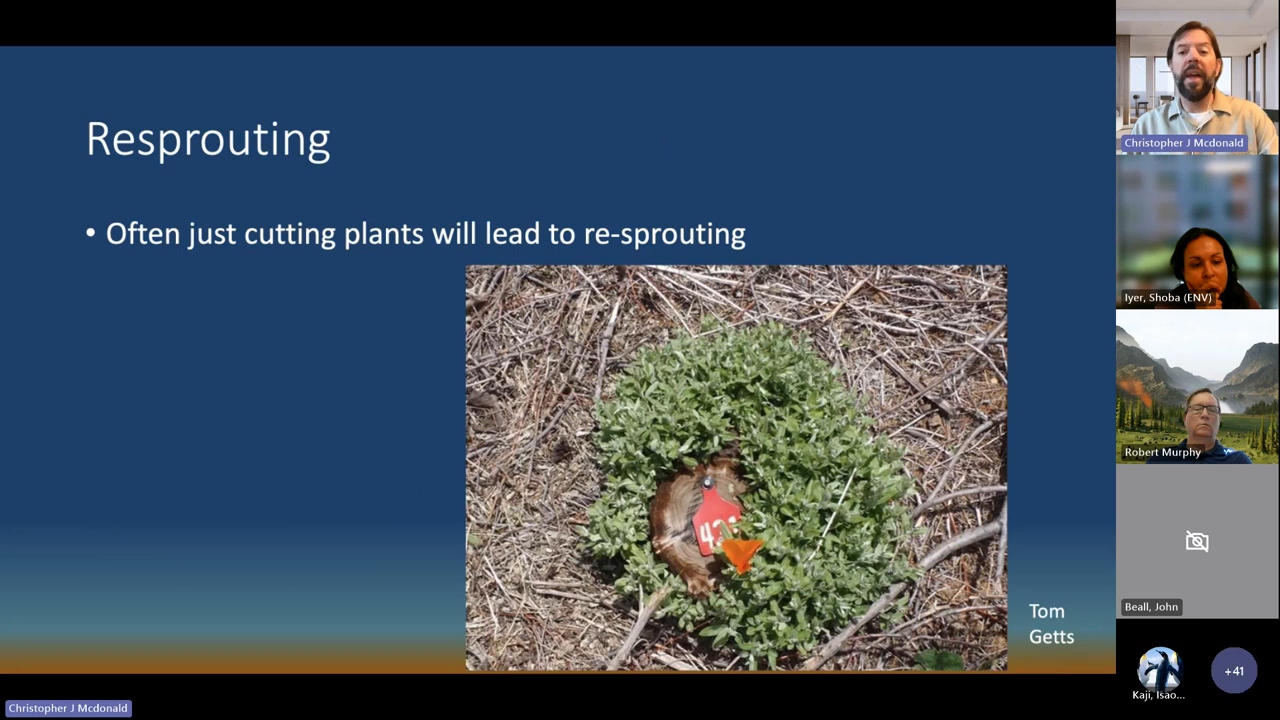 Resprouting
• Often just cutting plants will lead to re-sprouting
Tom
Getts
Christopher J Mcdonald
Christopher J Mcdonald
Iyer, Shoba (ENV)
Robert Murphy
Beall, John
Kaji, Isao...
+41